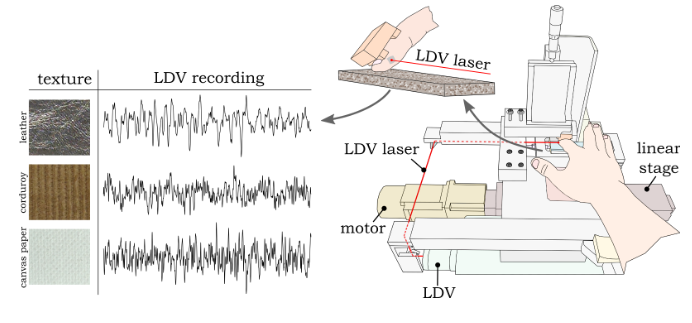 texture
LDV recording
leather
corduroy
canvas paper
LDV laser
LDV laser
linear
stage
motor
LDV